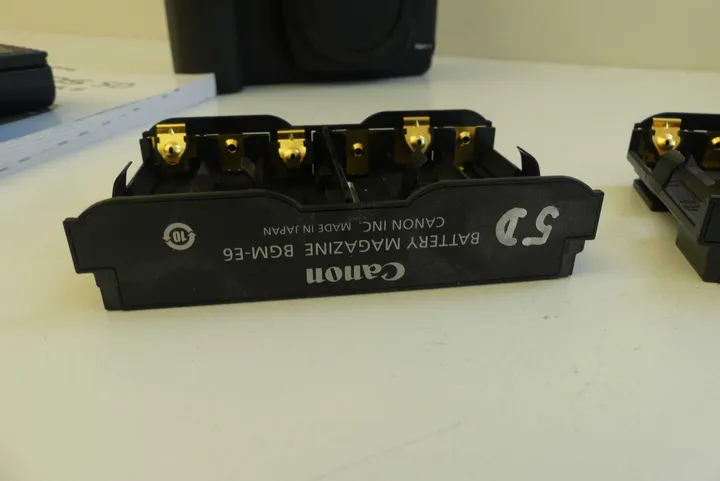 Canon
BATTERY MAGAZINE BGM-E6
CANON INC. MADE IN JAPAN
10
5D